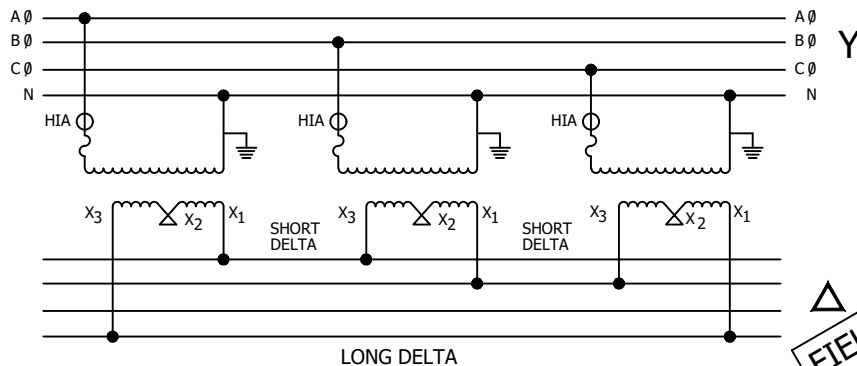 AØ AØ
BØ BØ Y
CØ CØ
N N
HIA HIA HIA
X3 X2 X1 SHORT DELTA X3 X2 X1 SHORT DELTA X3 X2 X1
LONG DELTA